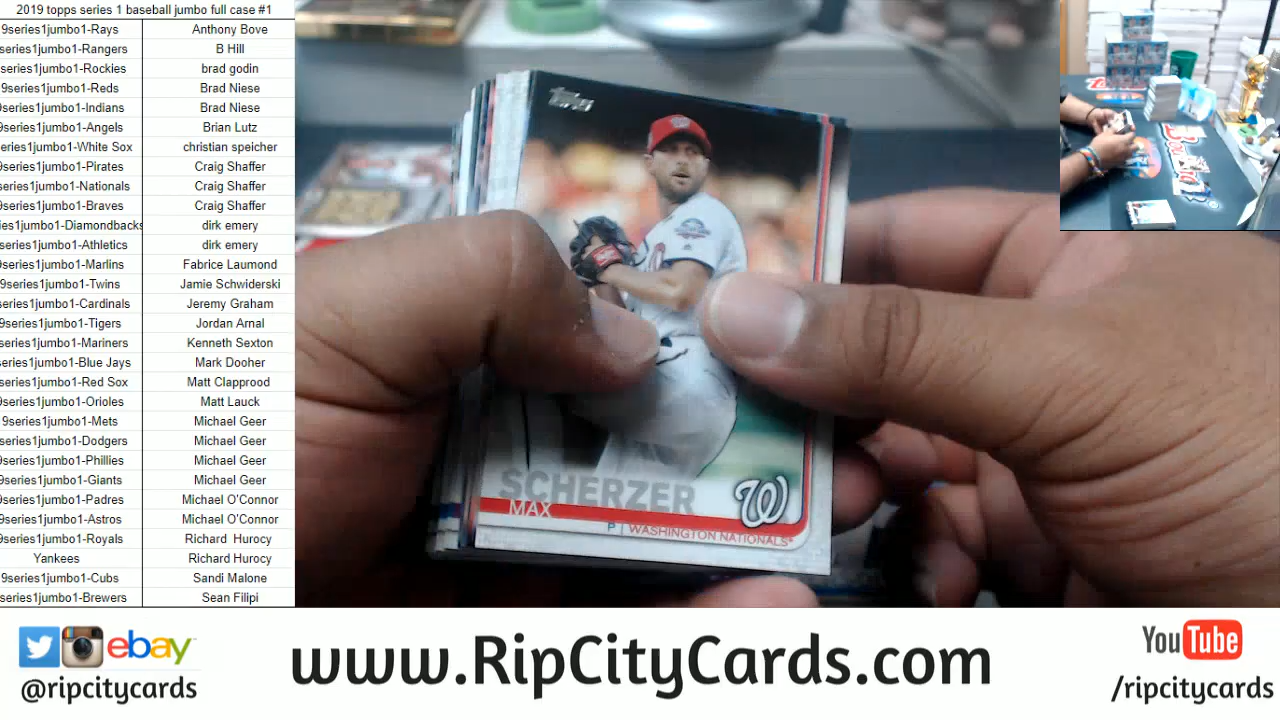 2019 topps series 1 baseball jumbo full case #1
9series1jumbo1-Rays Anthony Bove
series1jumbo1-Rangers B Hill
series1jumbo1-Rockies brad godin
9series1jumbo1-Reds Brad Niese
series1jumbo1-Indians Brad Niese
series1jumbo1-Angels Brian Lutz
eries1jumbo1-White Sox christian speicher
series1jumbo1-Pirates Craig Shaffer
series1jumbo1-Nationals Craig Shaffer
series1jumbo1-Braves Craig Shaffer
ies1jumbo1-Diamondbacks dirk emery
series1jumbo1-Athletics dirk emery
series1jumbo1-Marlins Fabrice Laumond
9series1jumbo1-Twins Jamie Schwiderski
series1jumbo1-Cardinals Jeremy Graham
9series1jumbo1-Tigers Jordan Arnal
series1jumbo1-Mariners Kenneth Sexton
series1jumbo1-Blue Jays Mark Dooher
series1jumbo1-Red Sox Matt Clapprood
series1jumbo1-Orioles Matt Lauck
9series1jumbo1-Mets Michael Geer
series1jumbo1-Dodgers Michael Geer
series1jumbo1-Phillies Michael Geer
9series1jumbo1-Giants Michael Geer
9series1jumbo1-Padres Michael O'Connor
9series1jumbo1-Astros Michael O'Connor
9series1jumbo1-Royals Richard Hurocy
Yankees Richard Hurocy
9series1jumbo1-Cubs Sandi Malone
series1jumbo1-Brewers Sean Filipi
Topps
SCHERZER
MAX
W
P | WASHINGTON NATIONALS
Bowman
ebay
@ripcitycards
www.RipCityCards.com
YouTube
/ripcitycards